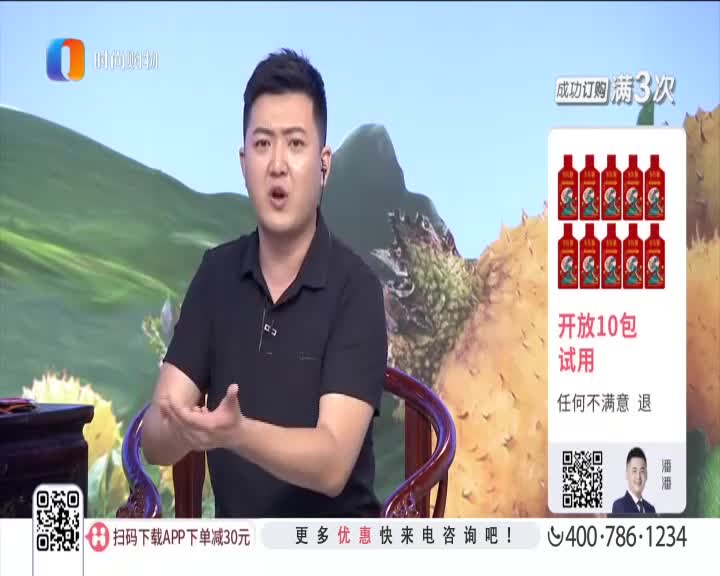 时尚购物
成功订购满3次
开放10包
试用
任何不满意 退
潘
潘
扫码下载APP下单减30元
更多优惠快来电咨询吧!
400·786·1234